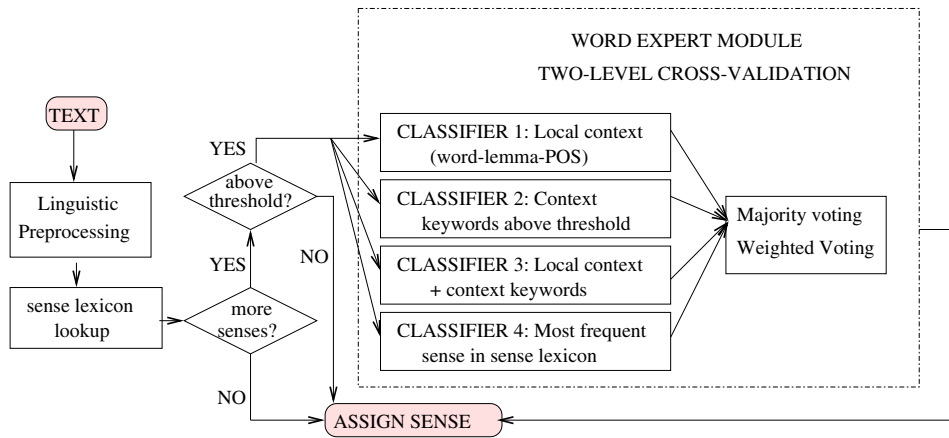 WORD EXPERT MODULE
TWO-LEVEL CROSS-VALIDATION
TEXT
Linguistic
Preprocessing
sense lexicon
lookup
more
senses?
YES
NO
above
threshold?
YES
NO
CLASSIFIER 1: Local context
(word-lemma-POS)
CLASSIFIER 2: Context
keywords above threshold
CLASSIFIER 3: Local context
+ context keywords
CLASSIFIER 4: Most frequent
sense in sense lexicon
Majority voting
Weighted Voting
ASSIGN SENSE